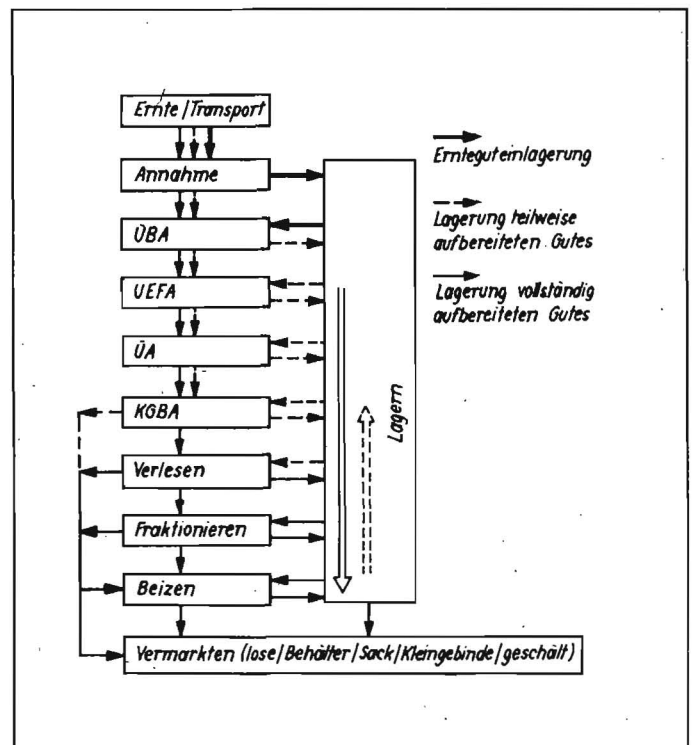 Ernte/Transport
Annahme
ÜBA
UEFA
ÜA
KGBA
Verlesen
Fraktionieren
Beizen
Vermarkten (lose/Behälter/Sack/Kleingebinde/geschält)
Lagern
Ernteguteinlagerung
Lagerung teilweise
aufbereiteten Gutes
Lagerung vollständig
aufbereiteten Gutes